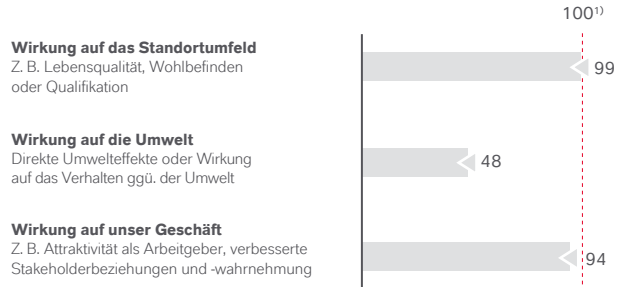 100¹⁾
Wirkung auf das Standortumfeld
Z. B. Lebensqualität, Wohlbefinden
oder Qualifikation
99
Wirkung auf die Umwelt
Direkte Umwelteffekte oder Wirkung
auf das Verhalten ggü. der Umwelt
48
Wirkung auf unser Geschäft
Z. B. Attraktivität als Arbeitgeber, verbesserte
Stakeholderbeziehungen und -wahrnehmung
94